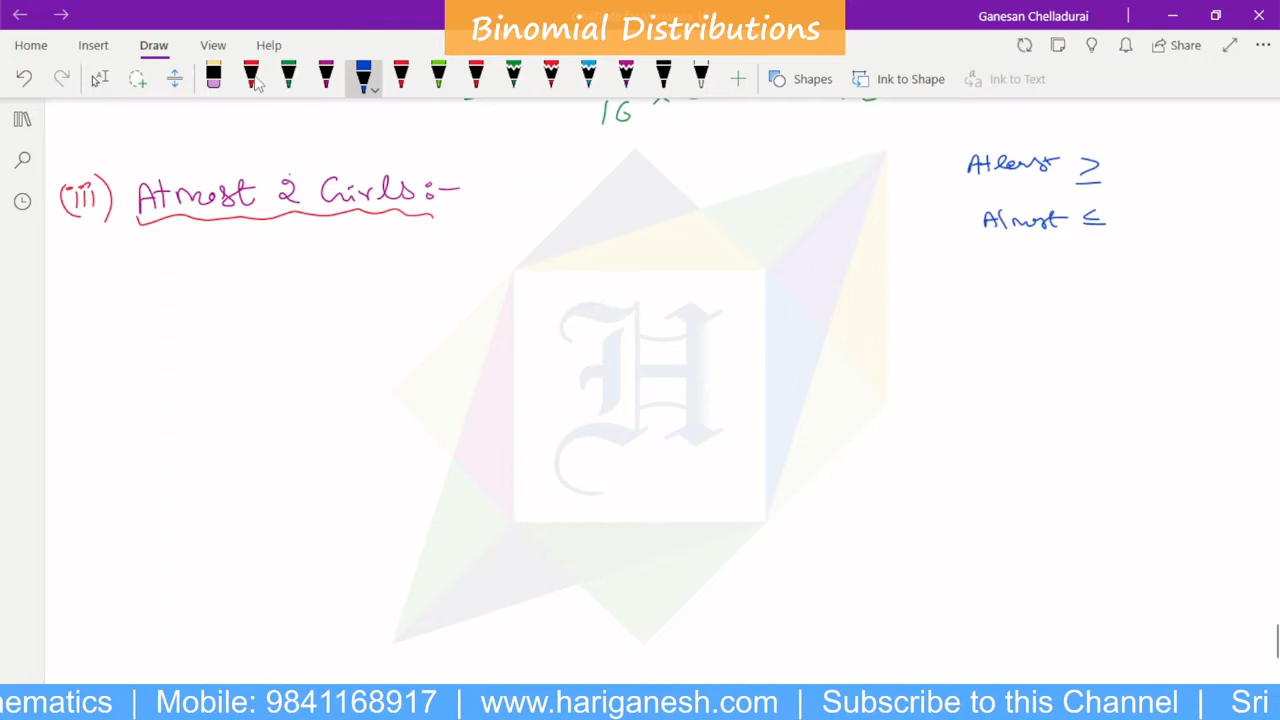 Ganesan Chelladurai
Binomial Distributions
Home Insert Draw View Help
Share
Shapes Ink to Shape Ink to Text
16 x
(iii) Atmost 2 Girls :-
Atleast ≥
Atmost ≤
H
ematics | Mobile: 9841168917 | www.hariganesh.com | Subscribe to this Channel | Sri